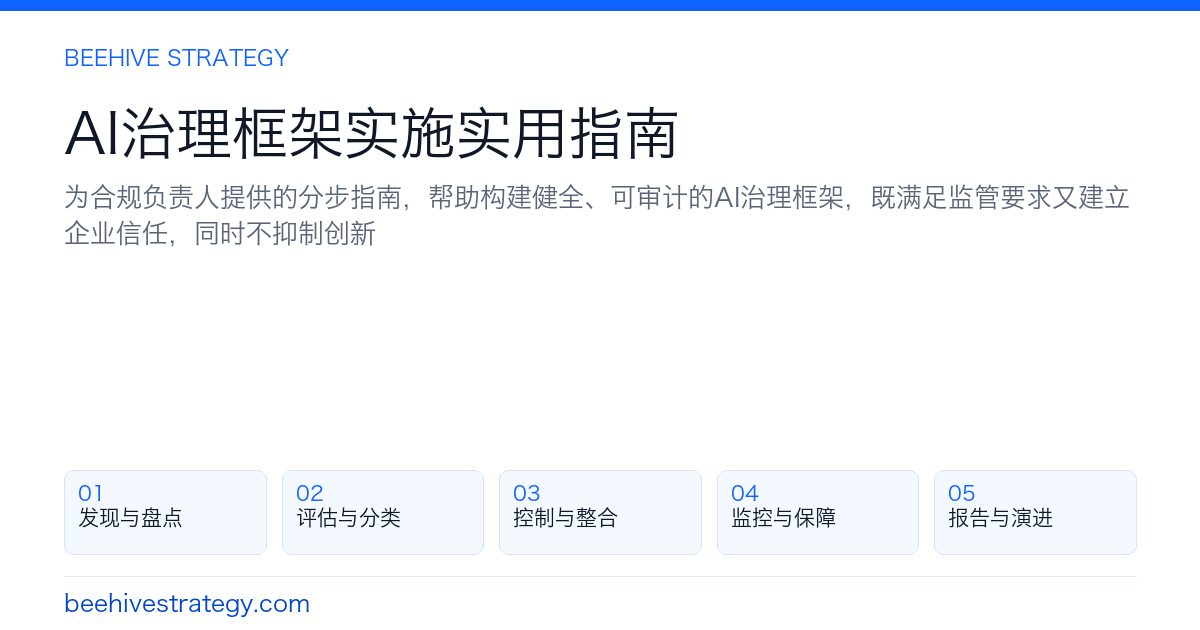 BEEHIVE STRATEGY
AI治理框架实施实用指南
为合规负责人提供的分步指南，帮助构建健全、可审计的AI治理框架，既满足监管要求又建立
企业信任，同时不抑制创新
01
发现与盘点
02
评估与分类
03
控制与整合
04
监控与保障
05
报告与演进
beehivestrategy.com